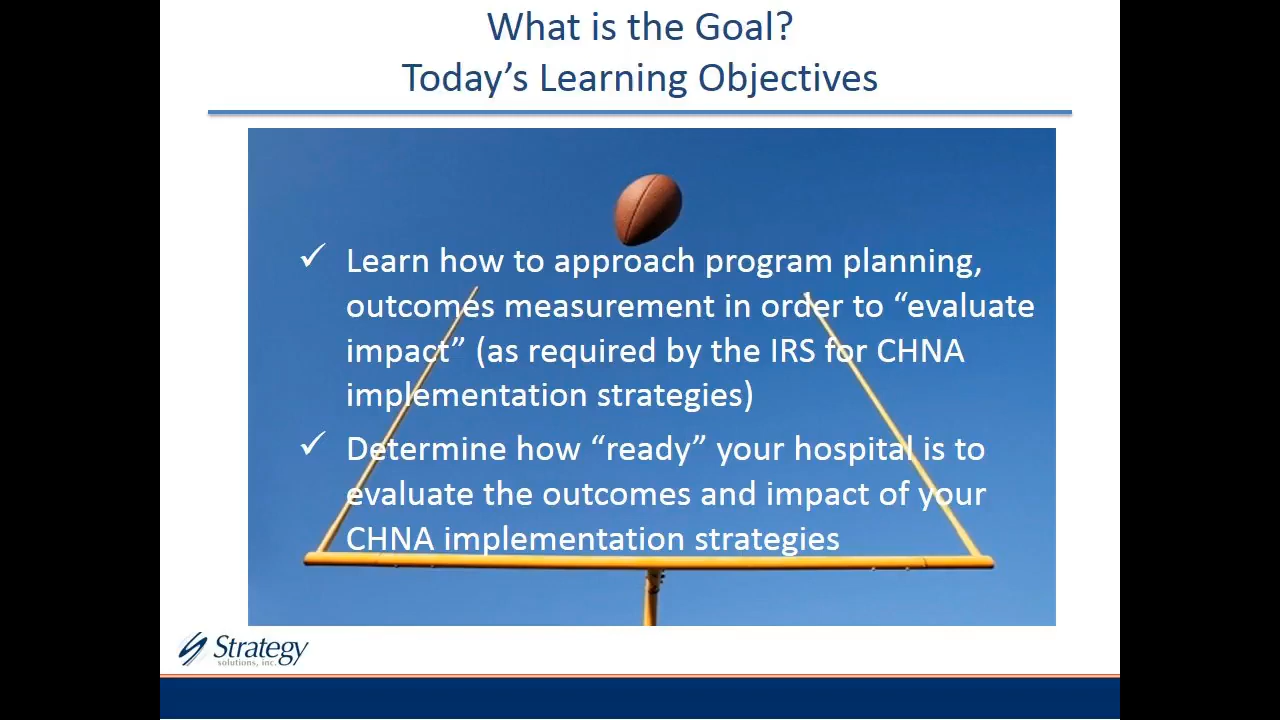 What is the Goal?
Today's Learning Objectives
✓ Learn how to approach program planning,
outcomes measurement in order to “evaluate
impact” (as required by the IRS for CHNA
implementation strategies)
✓ Determine how “ready” your hospital is to
evaluate the outcomes and impact of your
CHNA implementation strategies
Strategy
solutions, inc.